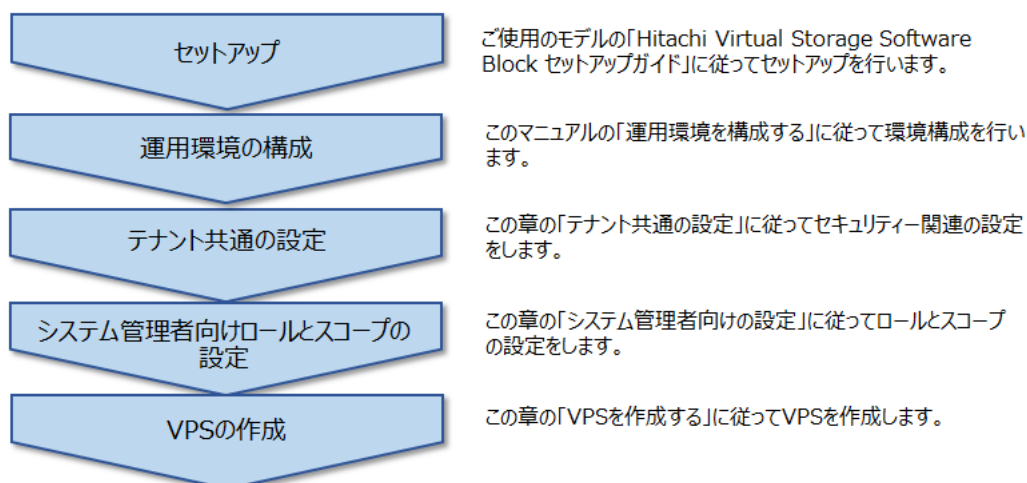 セットアップ
ご使用のモデルの「Hitachi Virtual Storage Software
Block セットアップガイド」に従ってセットアップを行います。
運用環境の構成
このマニュアルの「運用環境を構成する」に従って環境構成を行い
ます。
テナント共通の設定
この章の「テナント共通の設定」に従ってセキュリティー関連の設定
をします。
システム管理者向けロールとスコープの
設定
この章の「システム管理者向けの設定」に従ってロールとスコープ
の設定をします。
VPSの作成
この章の「VPSを作成する」に従ってVPSを作成します。